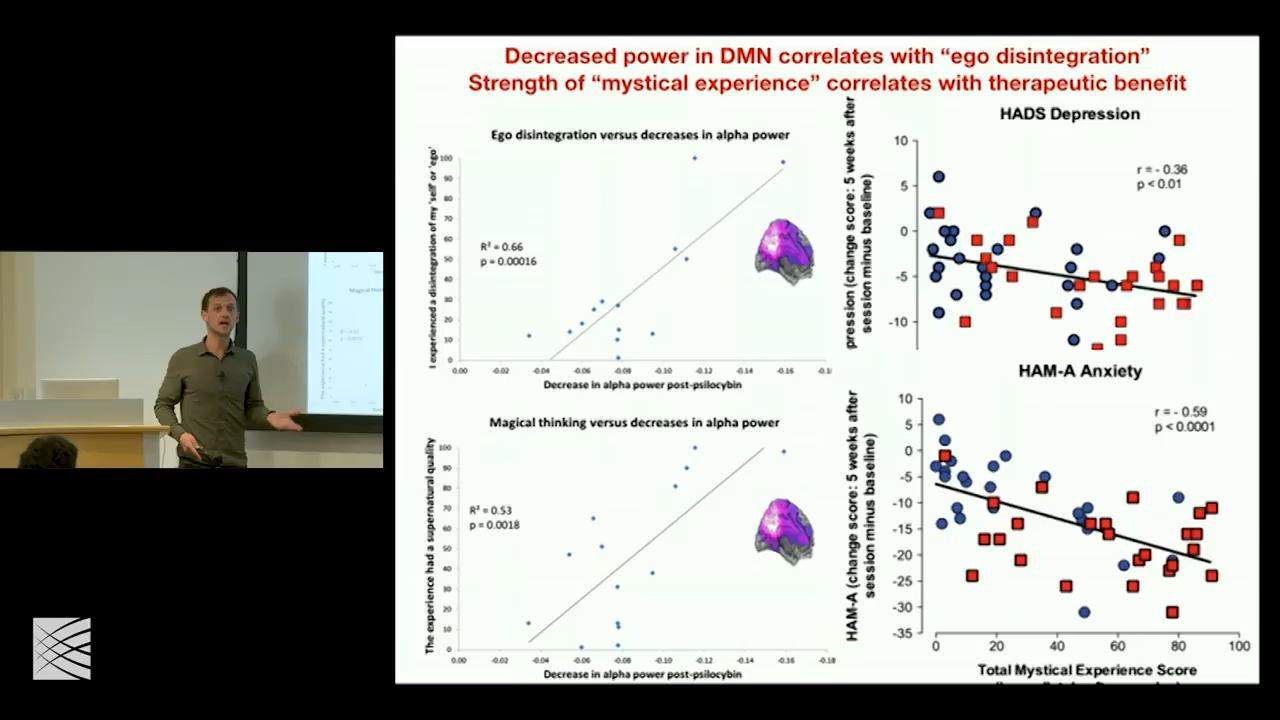 Decreased power in DMN correlates with “ego disintegration”
Strength of “mystical experience” correlates with therapeutic benefit
Ego disintegration versus decreases in alpha power
I experienced a disintegration of my 'self' or 'ego'
100
90
80
70
60
50
40
30
20
10
0
R² = 0.66
p = 0.00016
0.00 -0.04 -0.06 -0.08 -0.10 -0.12 -0.14 -0.16
Decrease in alpha power post-psilocybin
Magical thinking versus decreases in alpha power
The experience had a supernatural quality
100
90
80
70
60
50
40
30
20
10
0
R² = 0.53
p = 0.0018
0.00 -0.04 -0.06 -0.08 -0.10 -0.12 -0.14 -0.16 -0.18
Decrease in alpha power post-psilocybin
HADS Depression
pression (change score: 5 weeks after
session minus baseline)
10
5
0
-5
-10
r = - 0.36
p < 0.01
HAM-A Anxiety
HAM-A (change score: 5 weeks after
session minus baseline)
10
5
0
-5
-10
-15
-20
-25
-30
-35
r = - 0.59
p < 0.0001
0 20 40 60 80 100
Total Mystical Experience Score